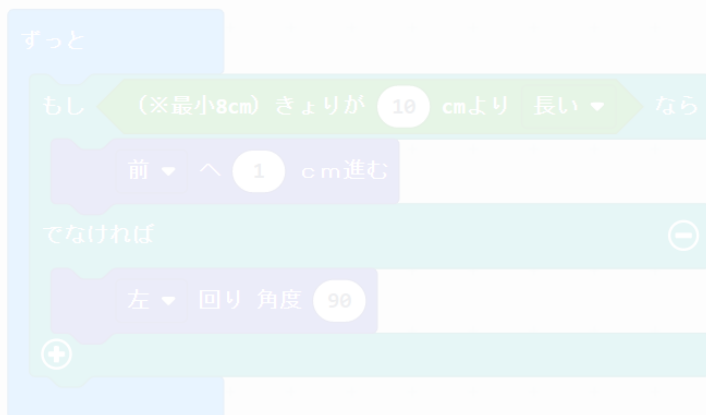 ずっと
もし (※最小8cm) きょりが 10 cmより 長い なら
前 へ 1 cm進む
でなければ
左 回り 角度 90